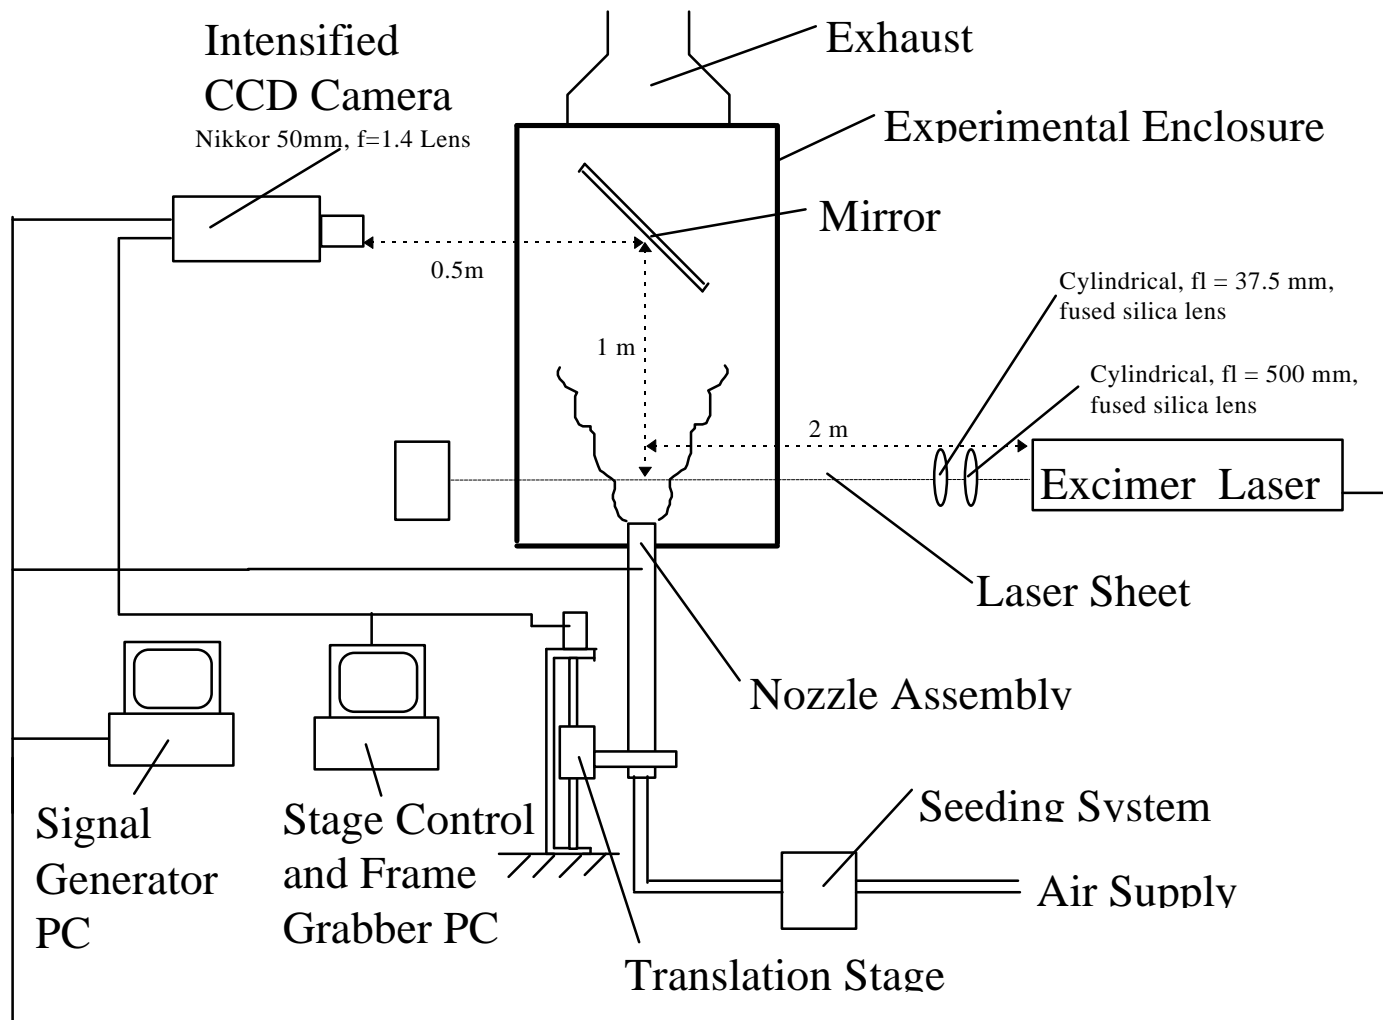 Intensified
CCD Camera
Nikkor 50mm, f=1.4 Lens
Exhaust
Experimental Enclosure
Mirror
0.5m
Cylindrical, fl = 37.5 mm,
fused silica lens
1 m
Cylindrical, fl = 500 mm,
fused silica lens
2 m
Excimer Laser
Laser Sheet
Nozzle Assembly
Signal
Generator
PC
Stage Control
and Frame
Grabber PC
Seeding System
Air Supply
Translation Stage